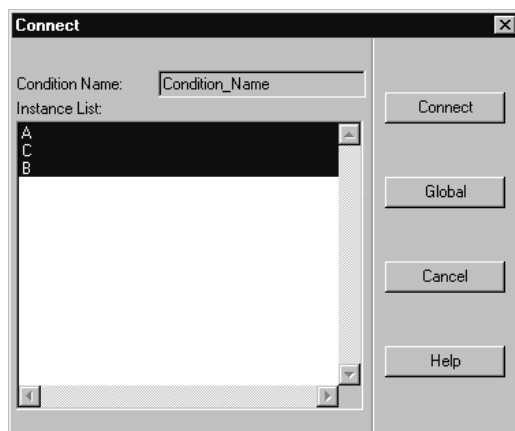 Connect
Condition Name: Condition_Name
Instance List:
A
C
B
Connect
Global
Cancel
Help